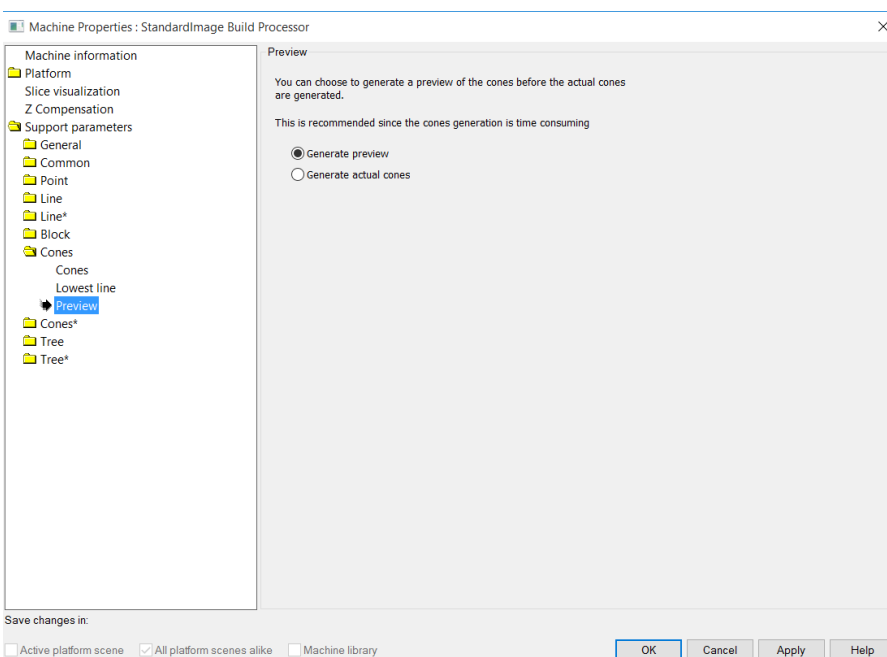 Machine Properties : StandardImage Build Processor
Machine information
Platform
Slice visualization
Z Compensation
Support parameters
General
Common
Point
Line
Line*
Block
Cones
Cones
Lowest line
Preview
Cones*
Tree
Tree*
Preview
You can choose to generate a preview of the cones before the actual cones
are generated.
This is recommended since the cones generation is time consuming
Generate preview
Generate actual cones
Save changes in:
Active platform scene All platform scenes alike Machine library
OK Cancel Apply Help